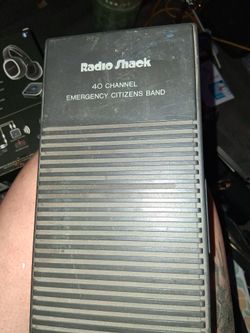 Radio Shack
40 CHANNEL
EMERGENCY CITIZENS BAND